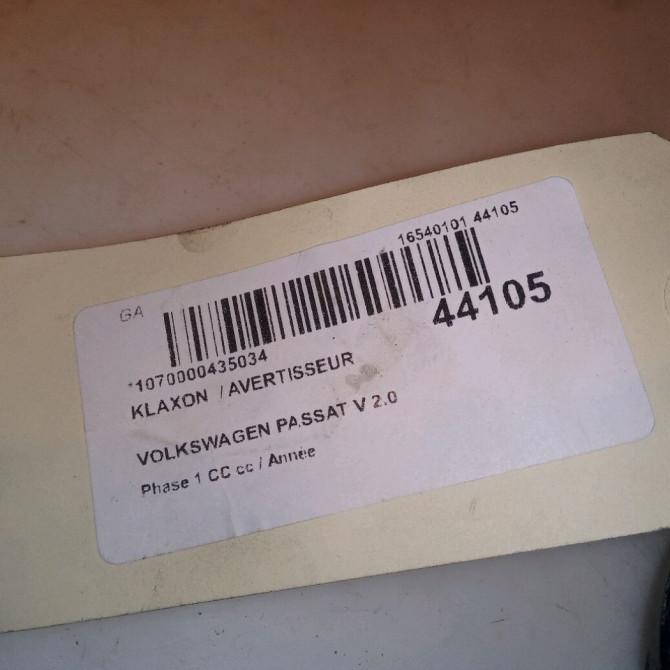 16540101 44105
GA
44105
*1070000435034
KLAXON / AVERTISSEUR
VOLKSWAGEN PASSAT V 2.0
Phase 1 CC cc / Année